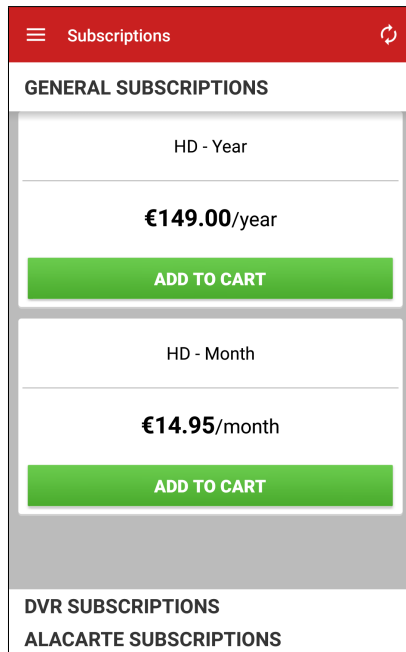 Subscriptions
GENERAL SUBSCRIPTIONS
HD - Year
€149.00/year
ADD TO CART
HD - Month
€14.95/month
ADD TO CART
DVR SUBSCRIPTIONS
ALACARTE SUBSCRIPTIONS